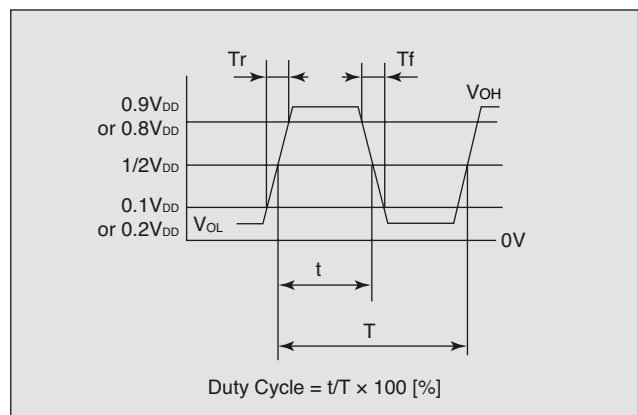 Tr
Tf
0.9VDD
or 0.8VDD
VOH
1/2VDD
0.1VDD
or 0.2VDD
VOL
0V
t
T
Duty Cycle = t/T × 100 [%]